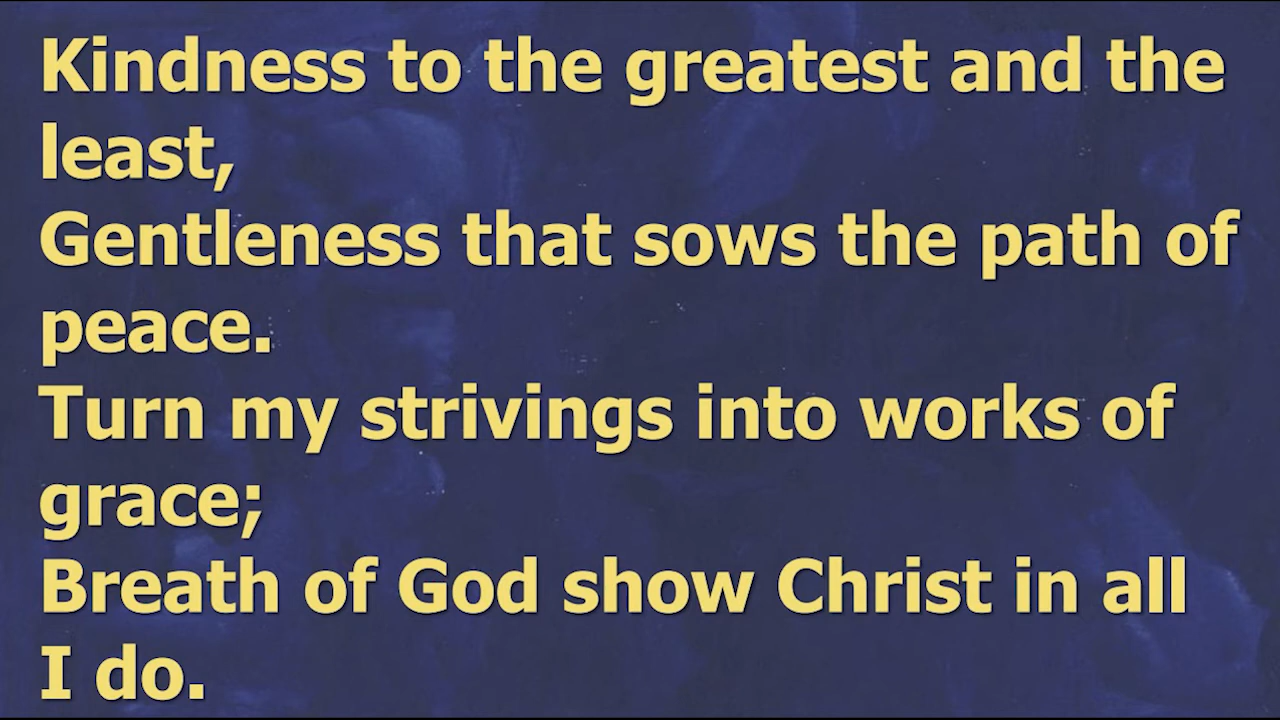 Kindness to the greatest and the
least,
Gentleness that sows the path of
peace.
Turn my strivings into works of
grace;
Breath of God show Christ in all
I do.